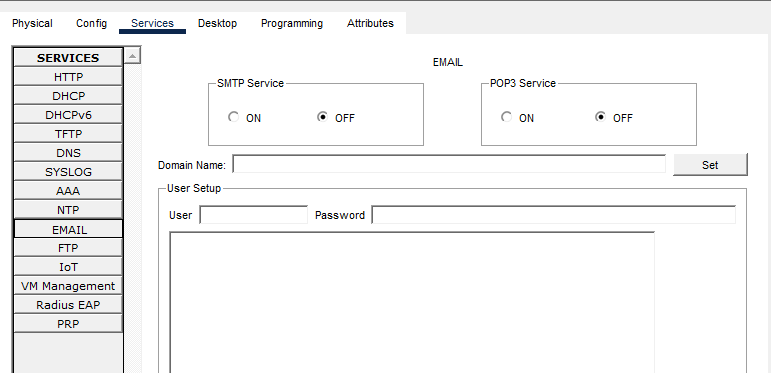 Physical Config Services Desktop Programming Attributes
SERVICES
HTTP
DHCP
DHCPv6
TFTP
DNS
SYSLOG
AAA
NTP
EMAIL
FTP
IoT
VM Management
Radius EAP
PRP
EMAIL
SMTP Service
ON OFF
POP3 Service
ON OFF
Domain Name: Set
User Setup
User Password